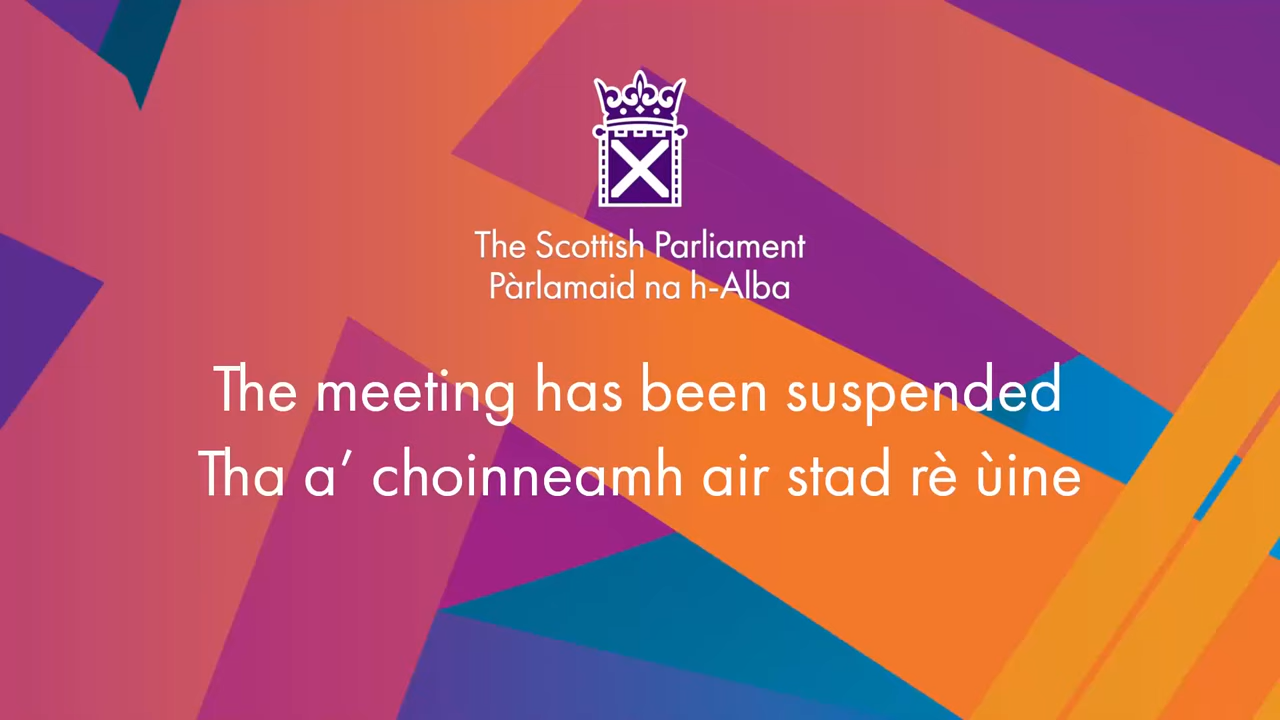 The Scottish Parliament
Pàrlamaid na h-Alba
The meeting has been suspended
Tha a’ choinneamh air stad rè ùine